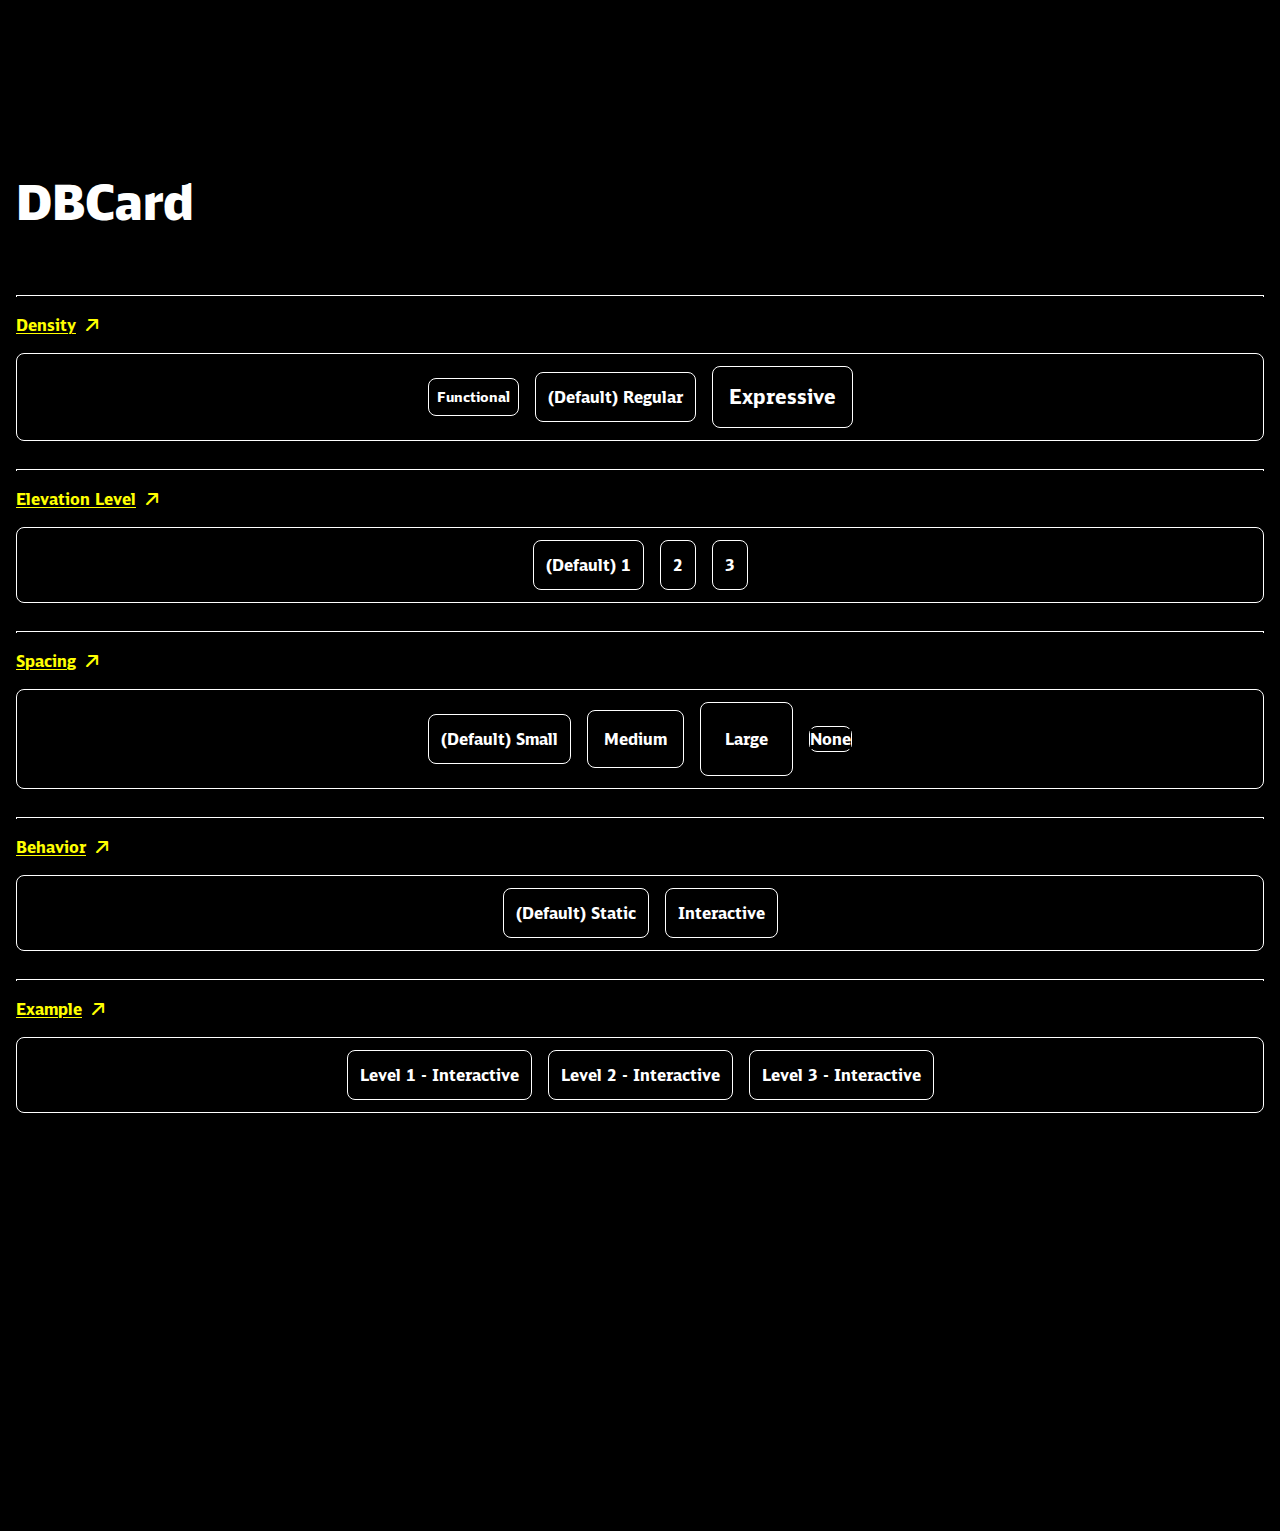 DBCard
Density
Functional (Default) Regular Expressive
Elevation Level
(Default) 1 2 3
Spacing
(Default) Small Medium Large None
Behavior
(Default) Static Interactive
Example
Level 1 - Interactive Level 2 - Interactive Level 3 - Interactive